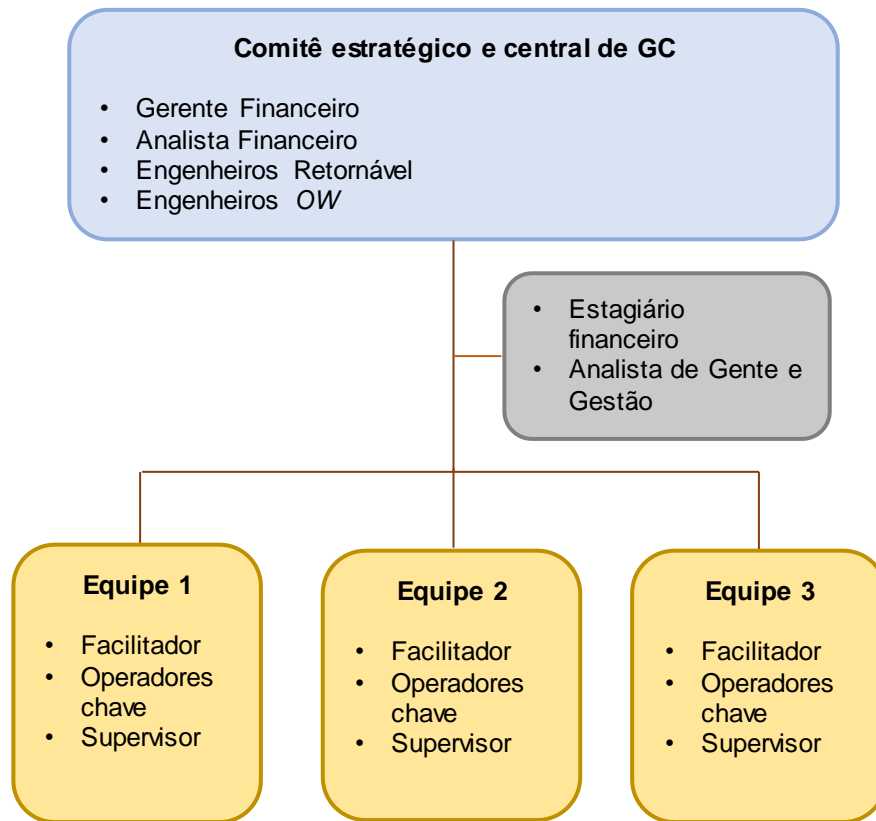 Comitê estratégico e central de GC
• Gerente Financeiro
• Analista Financeiro
• Engenheiros Retornável
• Engenheiros OW
• Estagiário
financeiro
• Analista de Gente e
Gestão
Equipe 1
• Facilitador
• Operadores
chave
• Supervisor
Equipe 2
• Facilitador
• Operadores
chave
• Supervisor
Equipe 3
• Facilitador
• Operadores
chave
• Supervisor